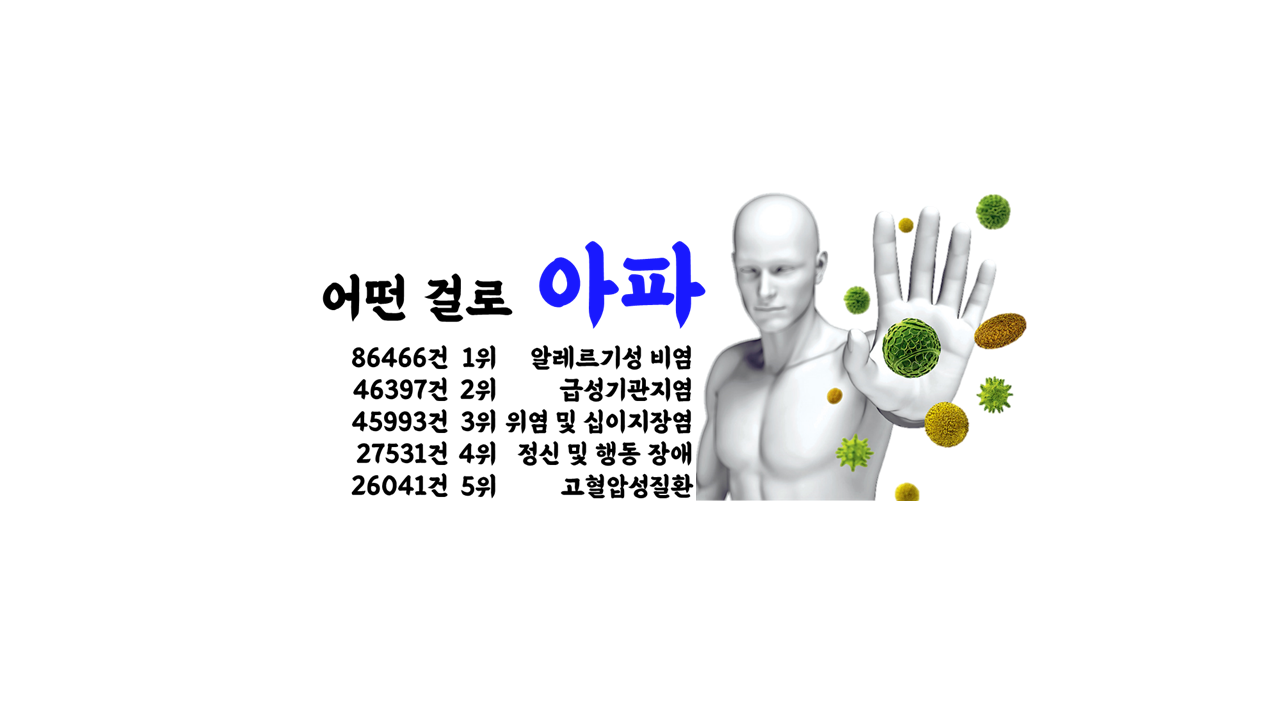 어떤 걸로 아파
86466건 1위 알레르기성 비염
46397건 2위 급성기관지염
45993건 3위 위염 및 십이지장염
27531건 4위 정신 및 행동 장애
26041건 5위 고혈압성질환